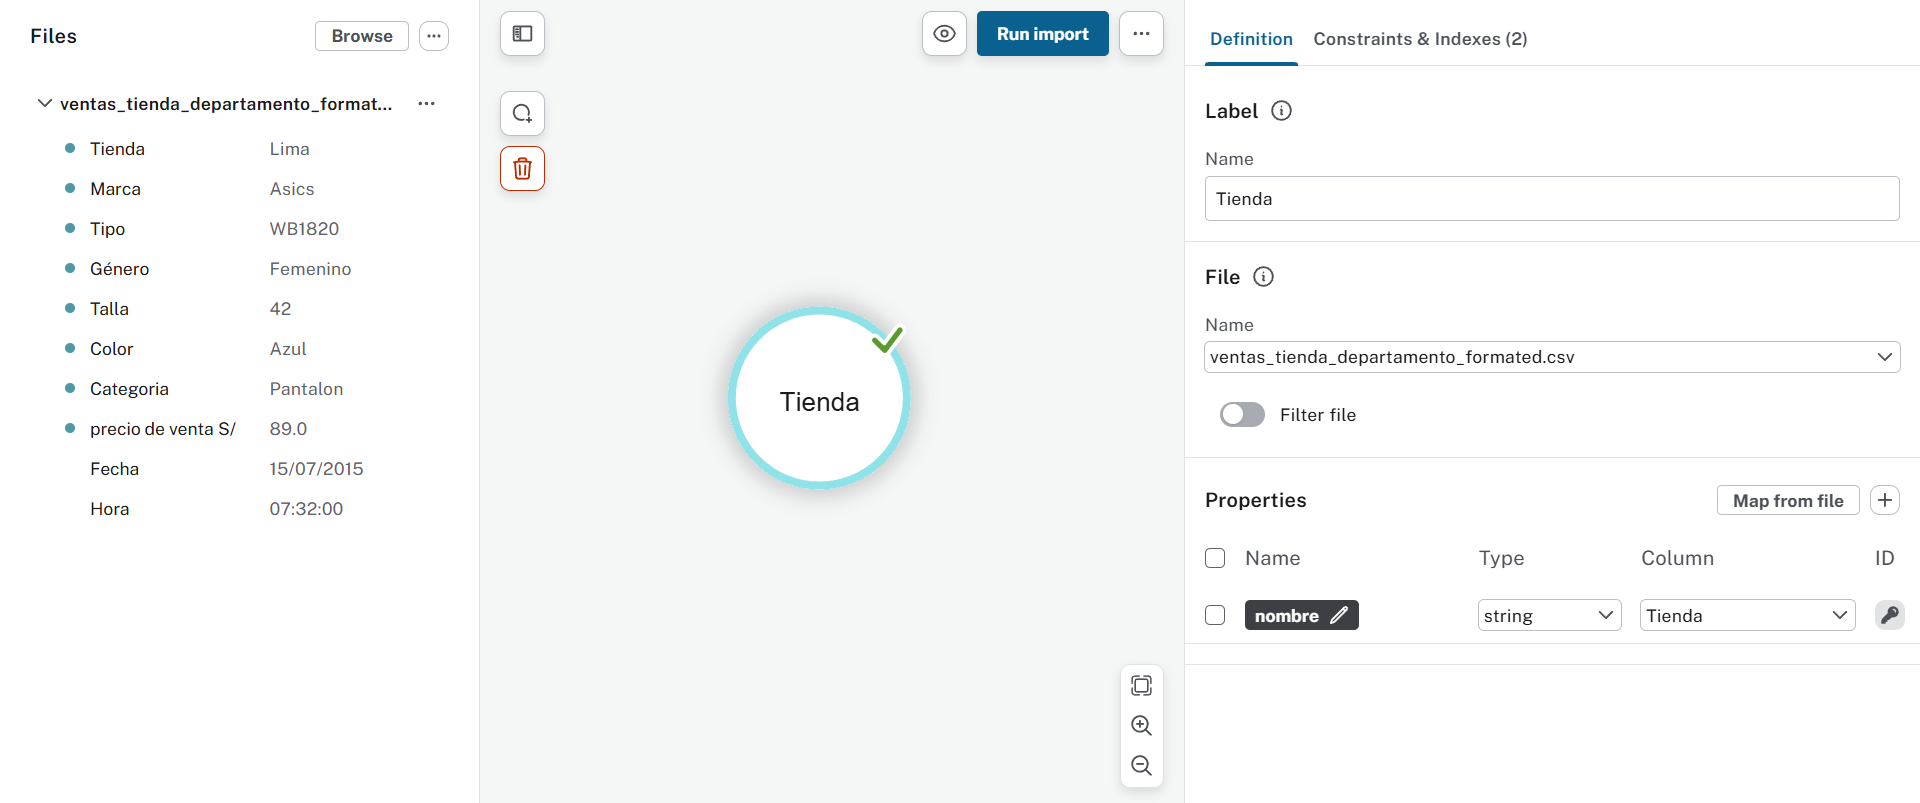 Files
Browse
ventas_tienda_departamento_format...
Tienda Lima
Marca Asics
Tipo WB1820
Género Femenino
Talla 42
Color Azul
Categoria Pantalon
precio de venta S/ 89.0
Fecha 15/07/2015
Hora 07:32:00
Run import
Tienda
Definition
Constraints & Indexes (2)
Label
Name
Tienda
File
Name
ventas_tienda_departamento_formated.csv
Filter file
Properties
Map from file
Name Type Column ID
nombre string Tienda